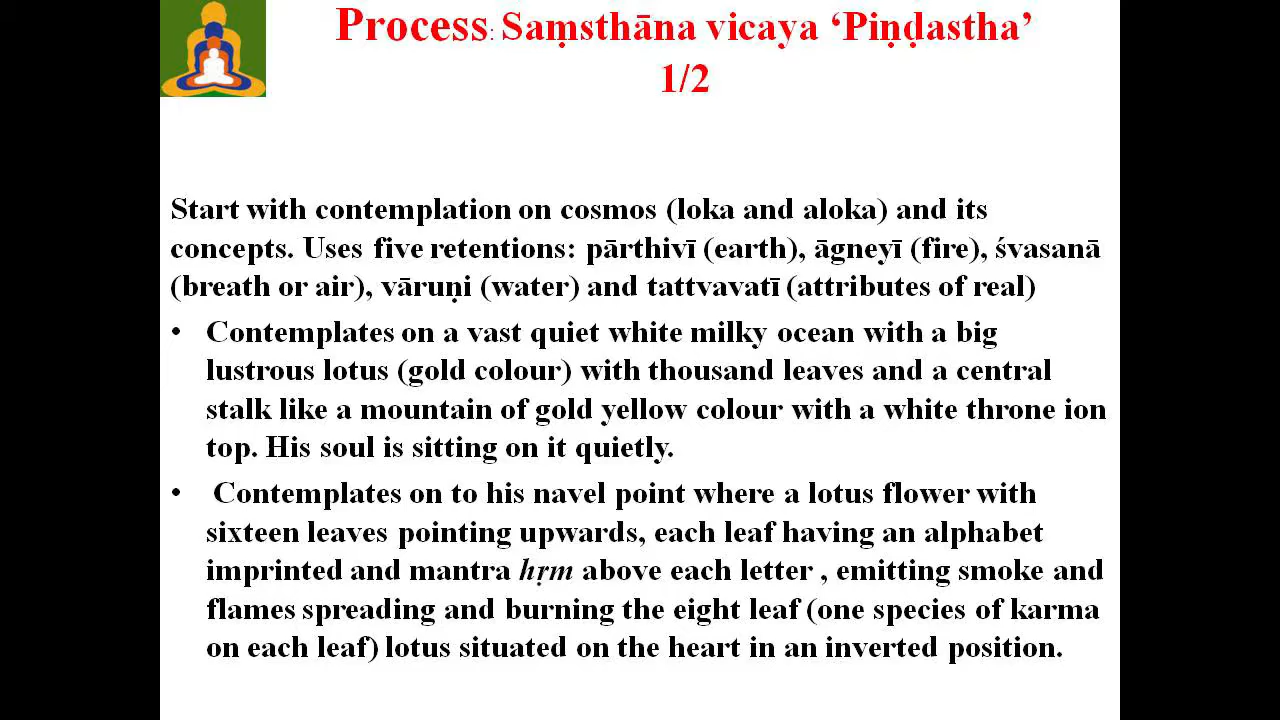 Process: Saṃsthāna vicaya ‘Piṇḍastha’
1/2
Start with contemplation on cosmos (loka and aloka) and its
concepts. Uses five retentions: pārthivī (earth), āgneyī (fire), śvasanā
(breath or air), vāruṇi (water) and tattvavatī (attributes of real)
• Contemplates on a vast quiet white milky ocean with a big
lustrous lotus (gold colour) with thousand leaves and a central
stalk like a mountain of gold yellow colour with a white throne ion
top. His soul is sitting on it quietly.
• Contemplates on to his navel point where a lotus flower with
sixteen leaves pointing upwards, each leaf having an alphabet
imprinted and mantra hṛm above each letter , emitting smoke and
flames spreading and burning the eight leaf (one species of karma
on each leaf) lotus situated on the heart in an inverted position.